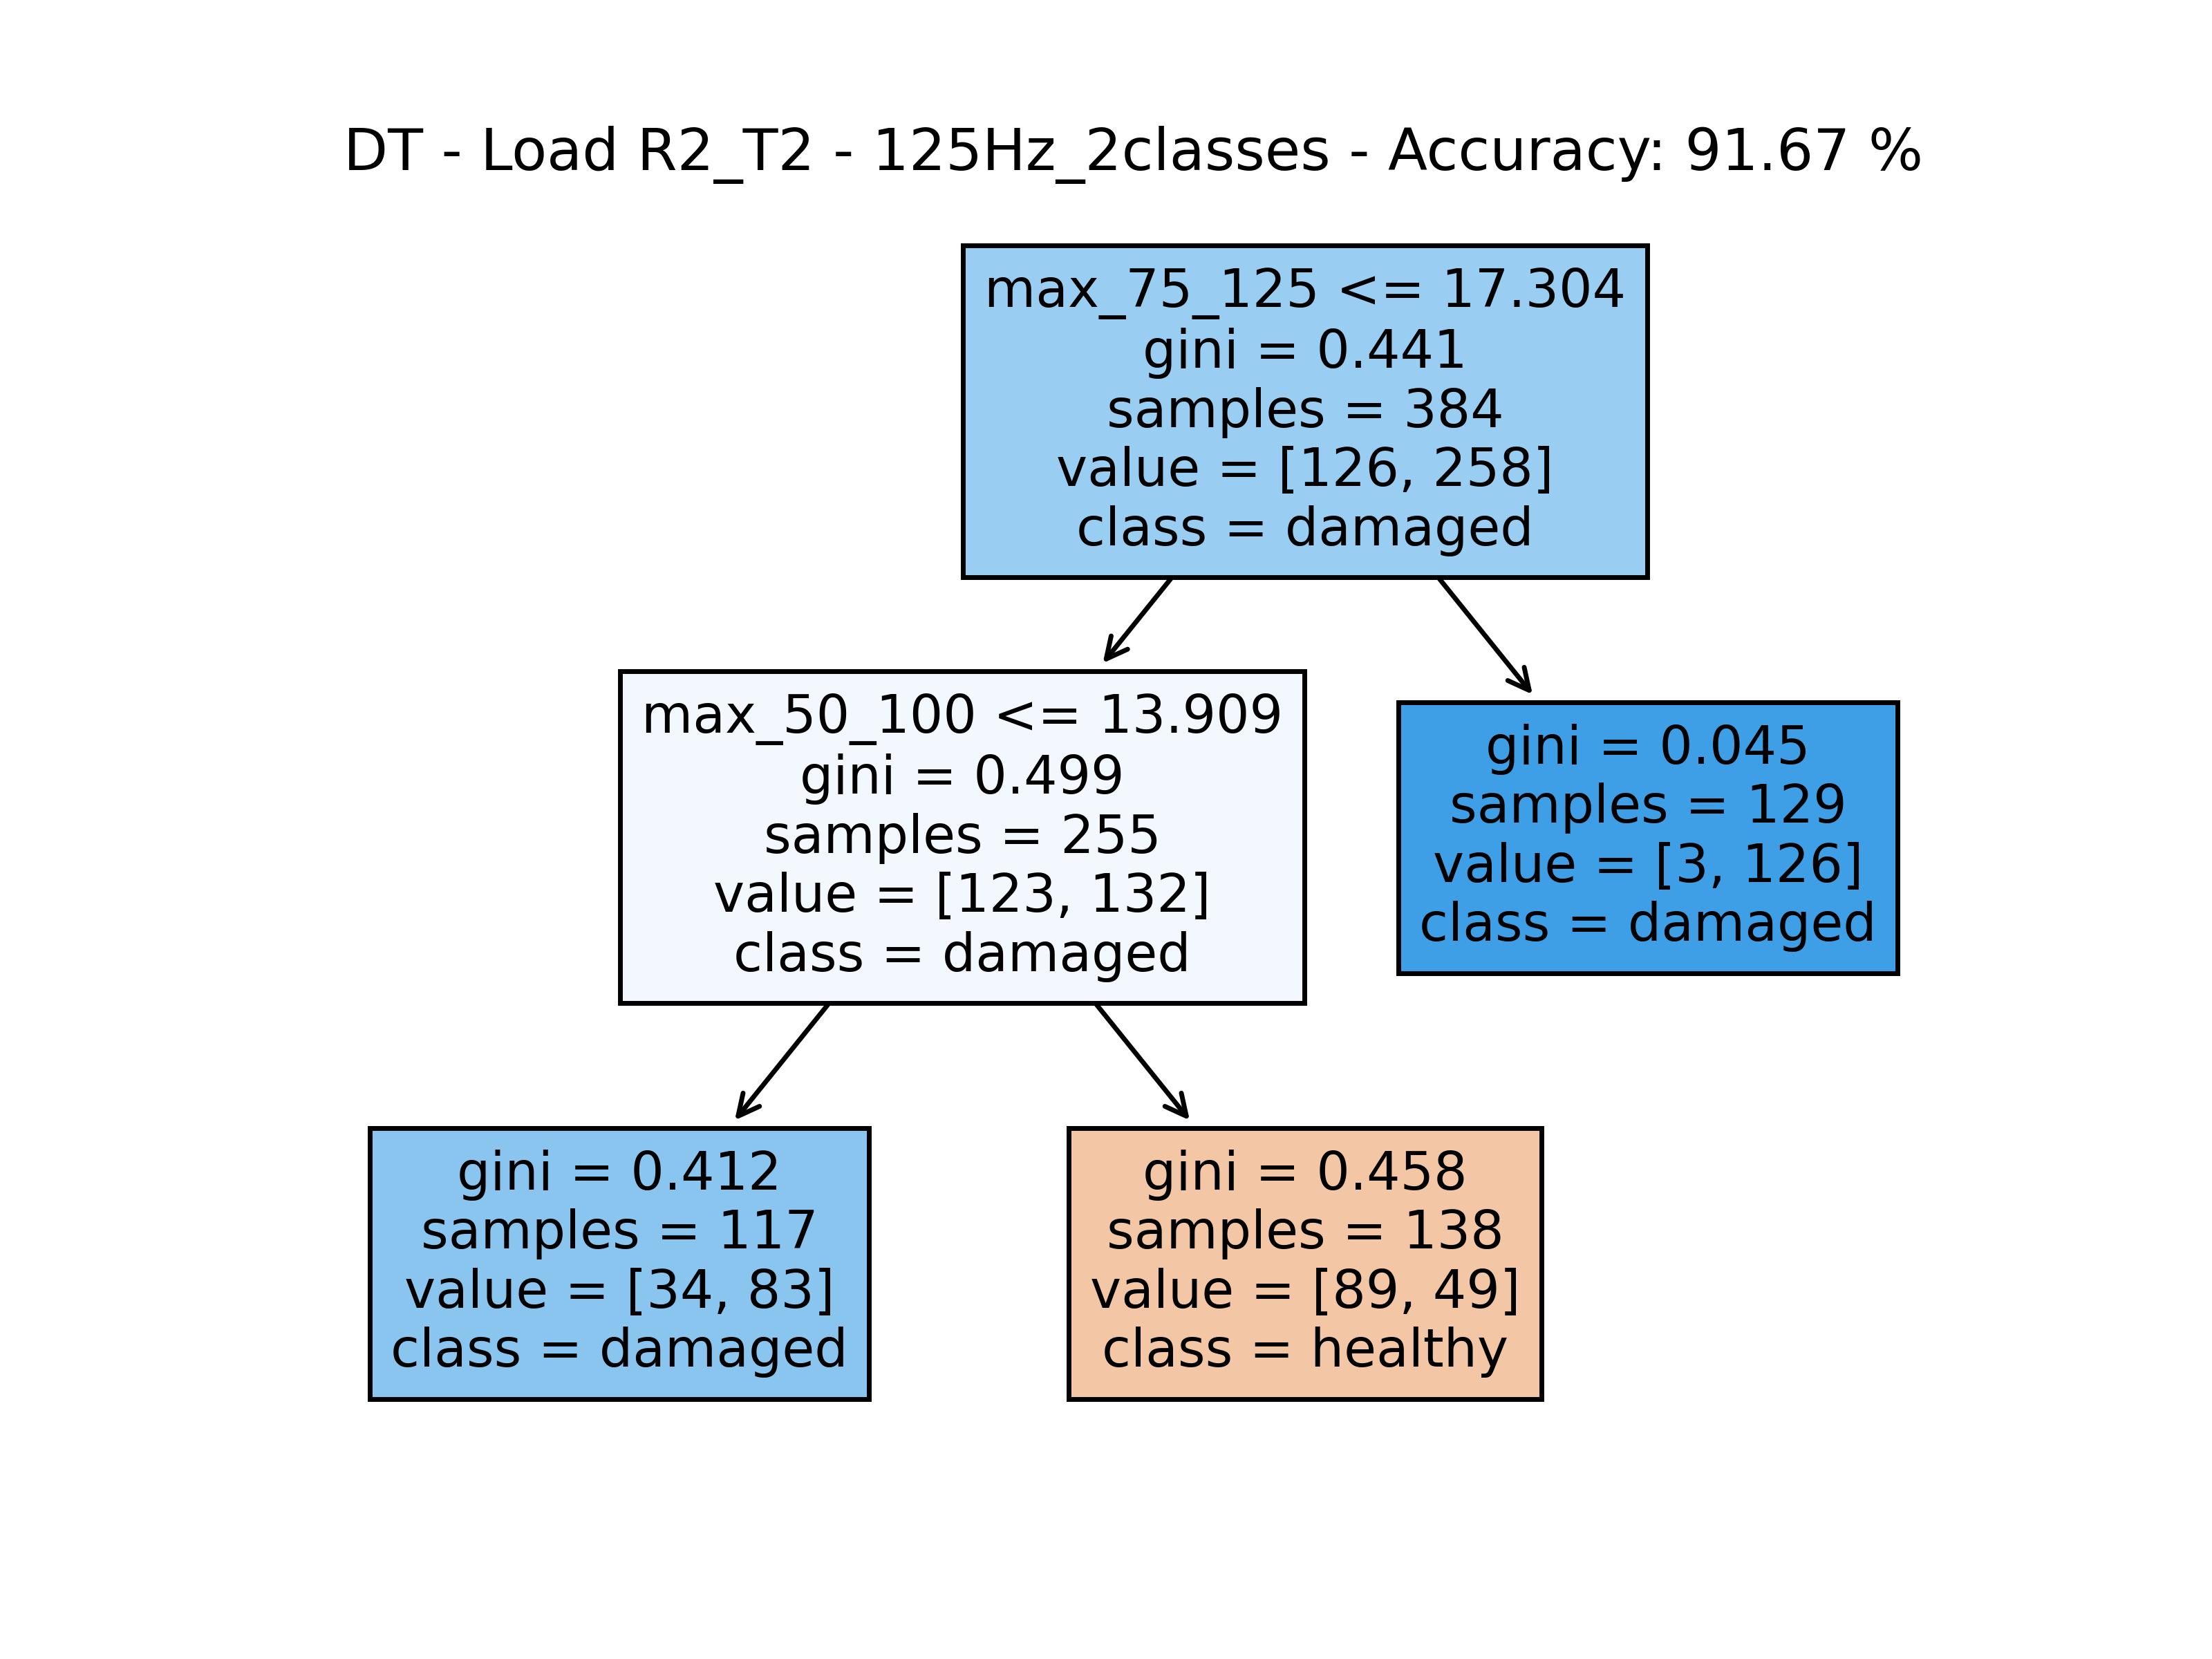 DT - Load R2_T2 - 125Hz_2classes - Accuracy: 91.67 %
max_75_125 <= 17.304
gini = 0.441
samples = 384
value = [126, 258]
class = damaged
max_50_100 <= 13.909
gini = 0.499
samples = 255
value = [123, 132]
class = damaged
gini = 0.045
samples = 129
value = [3, 126]
class = damaged
gini = 0.412
samples = 117
value = [34, 83]
class = damaged
gini = 0.458
samples = 138
value = [89, 49]
class = healthy